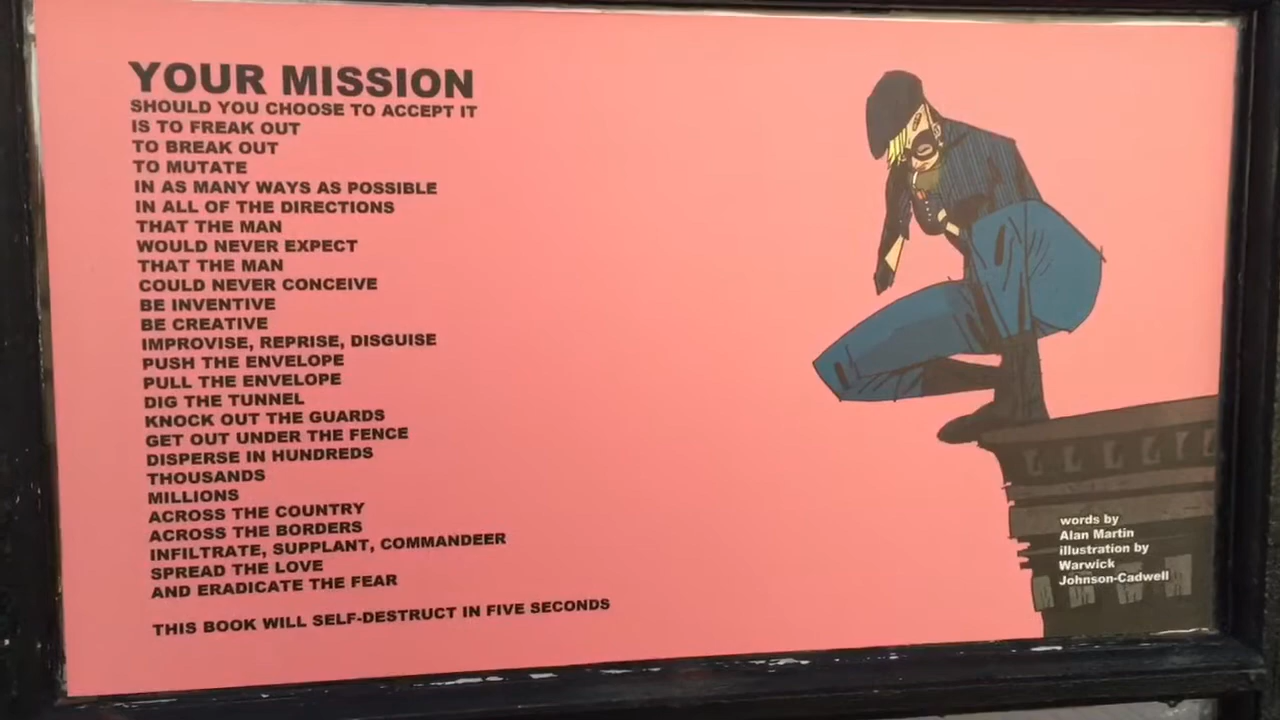 YOUR MISSION
SHOULD YOU CHOOSE TO ACCEPT IT
IS TO FREAK OUT
TO BREAK OUT
TO MUTATE
IN AS MANY WAYS AS POSSIBLE
IN ALL OF THE DIRECTIONS
THAT THE MAN
WOULD NEVER EXPECT
THAT THE MAN
COULD NEVER CONCEIVE
BE INVENTIVE
BE CREATIVE
IMPROVISE, REPRISE, DISGUISE
PUSH THE ENVELOPE
PULL THE ENVELOPE
DIG THE TUNNEL
KNOCK OUT THE GUARDS
GET OUT UNDER THE FENCE
DISPERSE IN HUNDREDS
THOUSANDS
MILLIONS
ACROSS THE COUNTRY
ACROSS THE BORDERS
INFILTRATE, SUPPLANT, COMMANDEER
SPREAD THE LOVE
AND ERADICATE THE FEAR
THIS BOOK WILL SELF-DESTRUCT IN FIVE SECONDS
words by
Alan Martin
illustration by
Warwick
Johnson-Cadwell